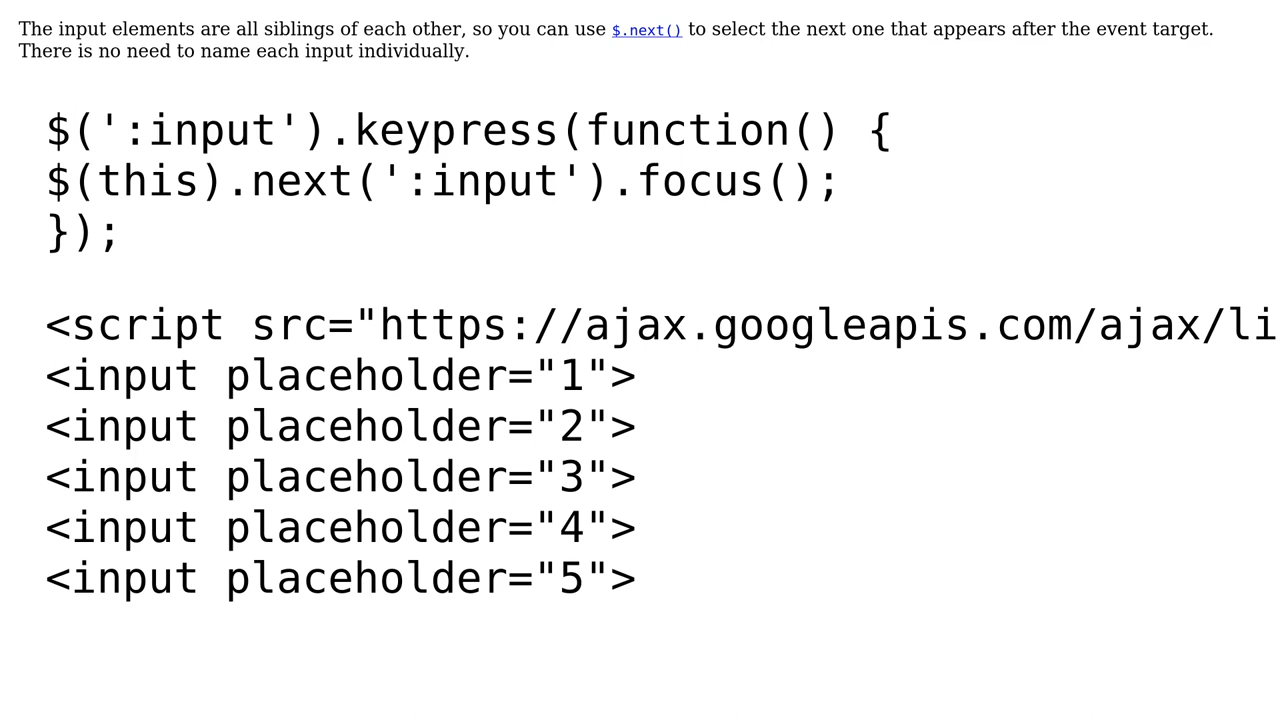 The input elements are all siblings of each other, so you can use $.next() to select the next one that appears after the event target.
There is no need to name each input individually.
$(':input').keypress(function() {
$(this).next(':input').focus();
});
<script src="https://ajax.googleapis.com/ajax/li
<input placeholder="1">
<input placeholder="2">
<input placeholder="3">
<input placeholder="4">
<input placeholder="5">